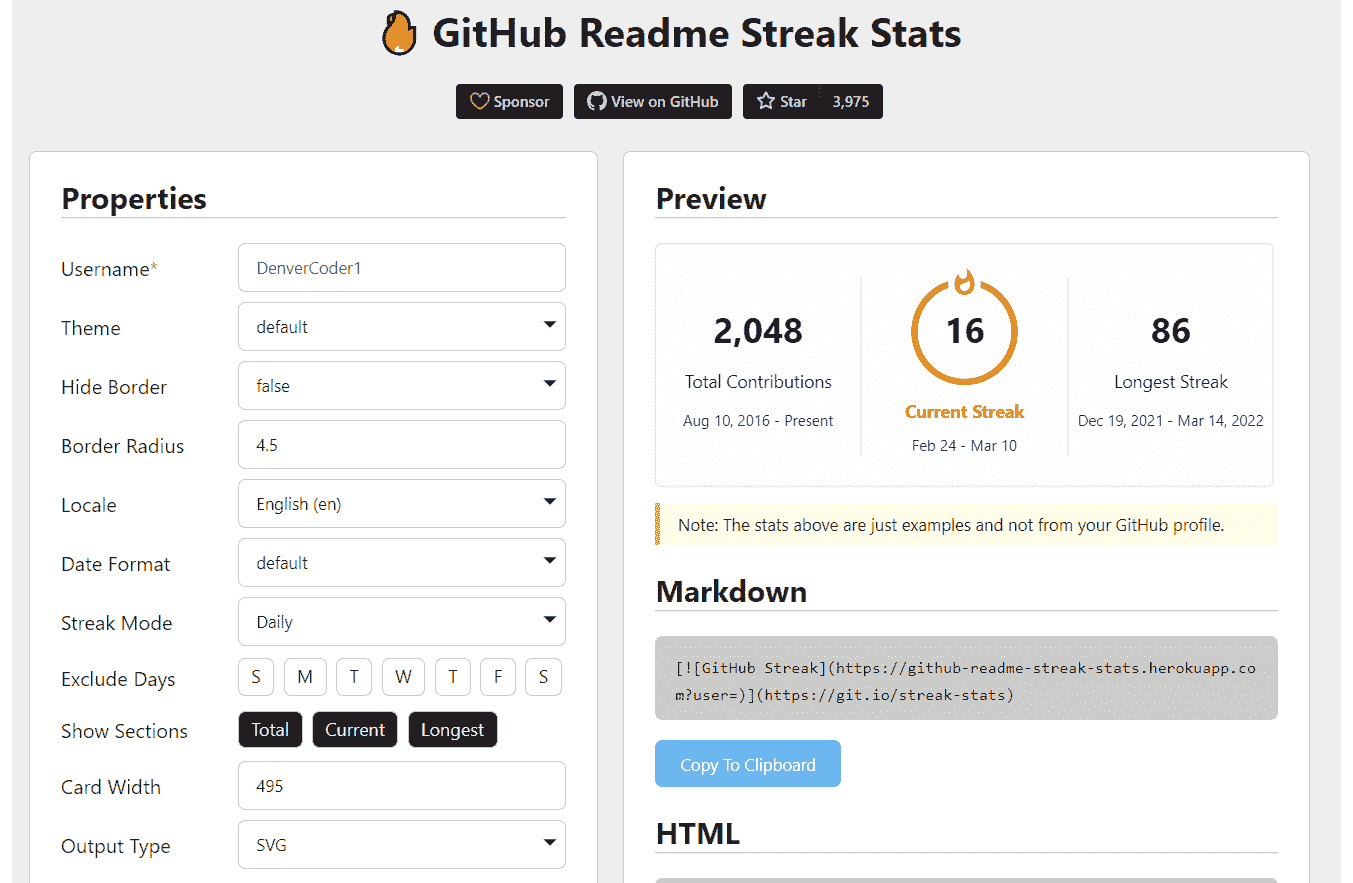 GitHub Readme Streak Stats
Sponsor
View on GitHub
Star 3,975
Properties
Username*
DenverCoder1
Theme
default
Hide Border
false
Border Radius
4.5
Locale
English (en)
Date Format
default
Streak Mode
Daily
Exclude Days
S M T W T F S
Show Sections
Total Current Longest
Card Width
495
Output Type
SVG
Preview
2,048
Total Contributions
Aug 10, 2016 - Present
16
Current Streak
Feb 24 - Mar 10
86
Longest Streak
Dec 19, 2021 - Mar 14, 2022
Note: The stats above are just examples and not from your GitHub profile.
Markdown
[![GitHub Streak](https://github-readme-streak-stats.herokuapp.co
m?user=)](https://git.io/streak-stats)
Copy To Clipboard
HTML